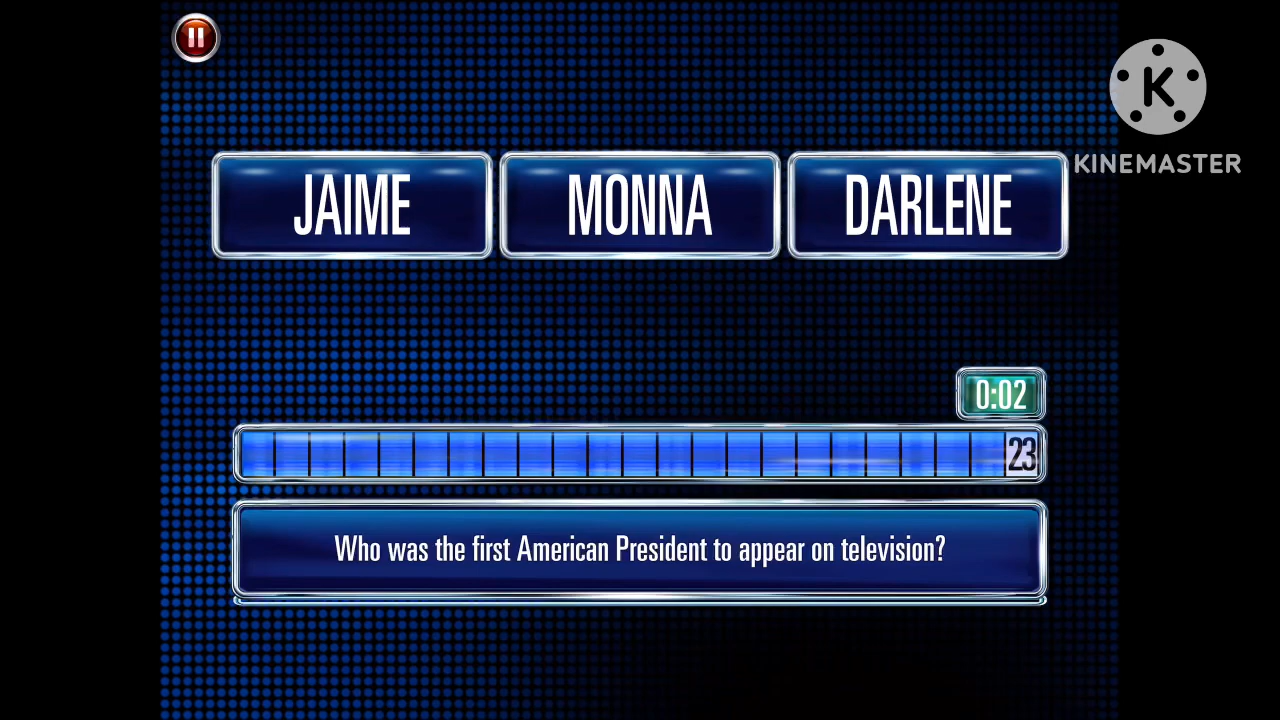 K
KINEMASTER
JAIME MONNA DARLENE
0:02
23
Who was the first American President to appear on television?